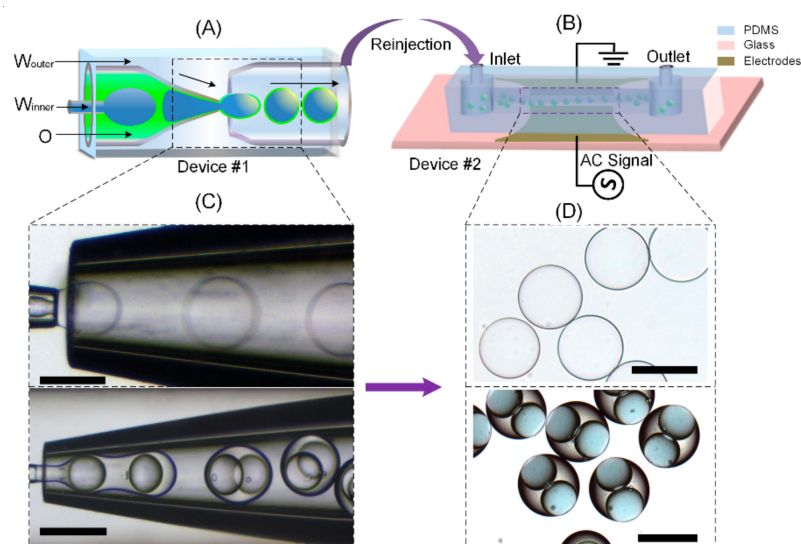 (A)
(B)
PDMS
Glass
Electrodes
Reinjection
Inlet
Outlet
Wouter
Winner
O
Device #1
Device #2
AC Signal
S
(C)
(D)